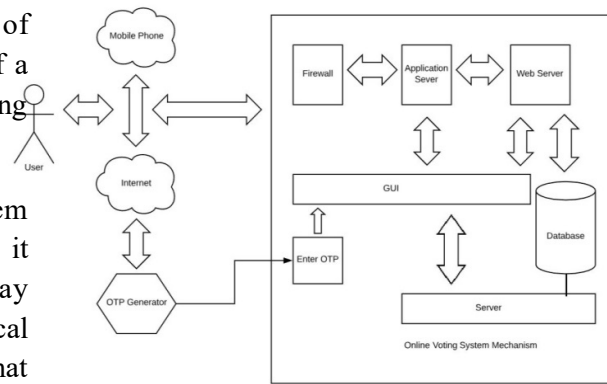 of
f a
ng
em
it
ay
cal
hat
Mobile Phone
User
Internet
OTP Generator
Firewall
Application
Sever
Web Server
GUI
Enter OTP
Database
Server
Online Voting System Mechanism